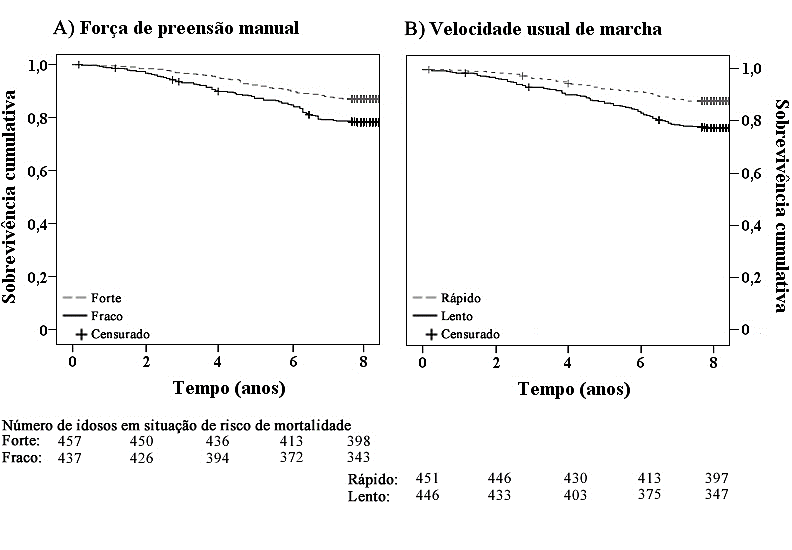 A) Força de preensão manual
Sobrevivência cumulativa
1,0
0,8
0,6
0,4
0,2
0
Forte
Fraco
Censurado
0 2 4 6 8
Tempo (anos)
B) Velocidade usual de marcha
1,0
0,8
0,6
0,4
0,2
0
Sobrevivência cumulativa
Rápido
Lento
Censurado
0 2 4 6 8
Tempo (anos)
Número de idosos em situação de risco de mortalidade
Forte: 457 450 436 413 398
Fraco: 437 426 394 372 343
Rápido: 451 446 430 413 397
Lento: 446 433 403 375 347